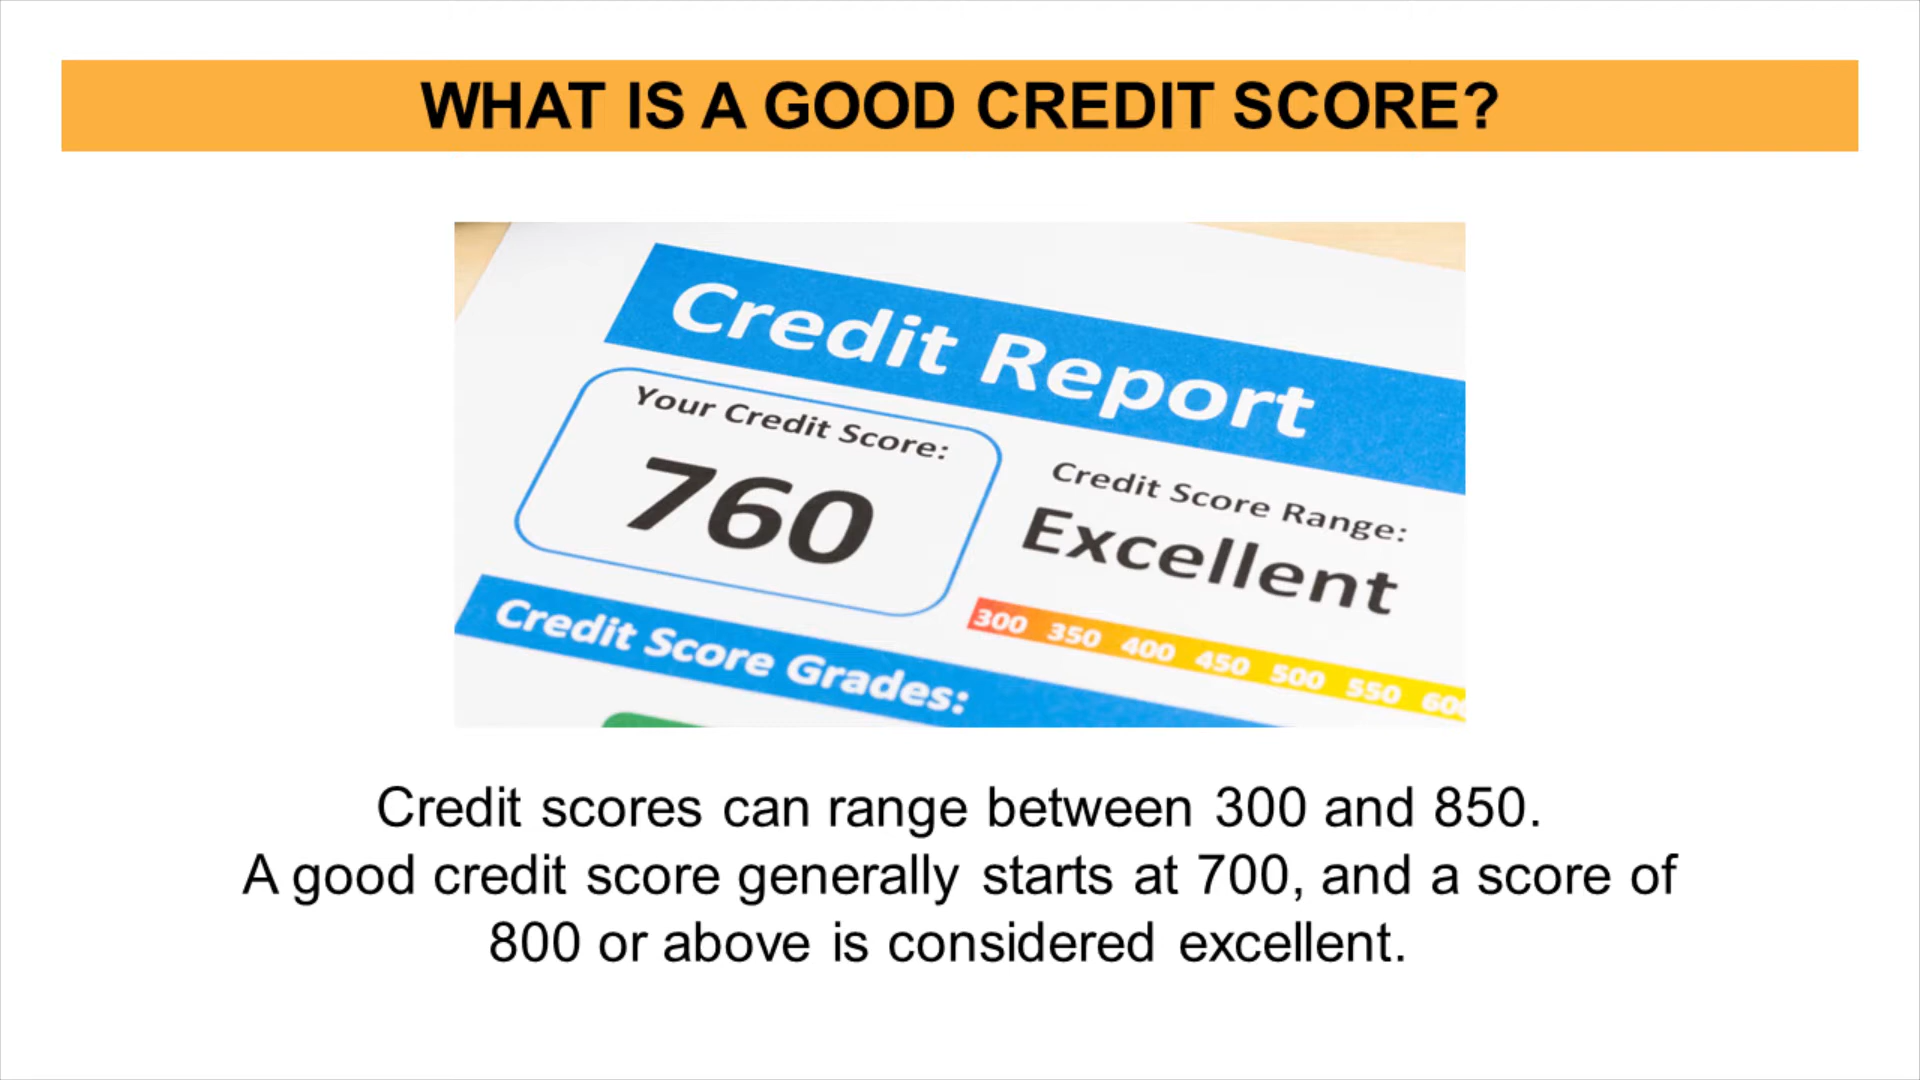 WHAT IS A GOOD CREDIT SCORE?
Credit Report
Your Credit Score:
760
Credit Score Range:
Excellent
300 350 400 450 500 550 600
Credit Score Grades:
Credit scores can range between 300 and 850.
A good credit score generally starts at 700, and a score of
800 or above is considered excellent.